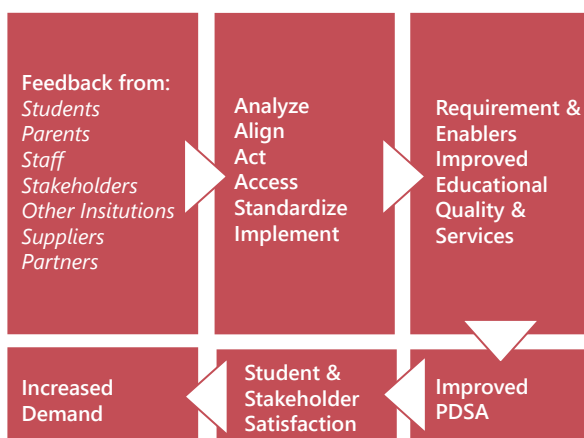 Feedback from:
Students
Parents
Staff
Stakeholders
Other Insitutions
Suppliers
Partners
Analyze
Align
Act
Access
Standardize
Implement
Requirement &
Enablers
Improved
Educational
Quality &
Services
Increased
Demand
Student &
Stakeholder
Satisfaction
Improved
PDSA